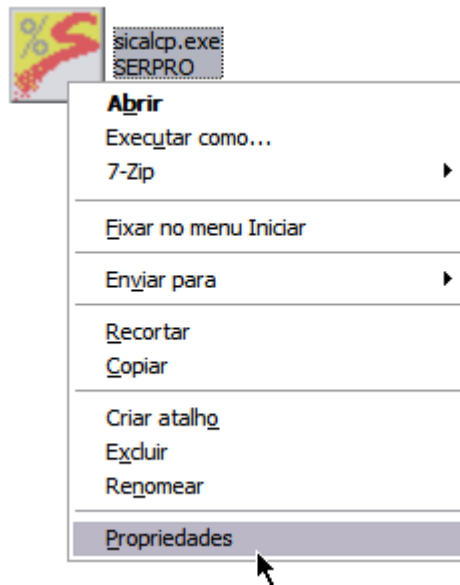 sicalcp.exe
SERPRO
Abrir
Executar como...
7-Zip
Fixar no menu Iniciar
Enviar para
Recortar
Copiar
Criar atalho
Excluir
Renomear
Propriedades